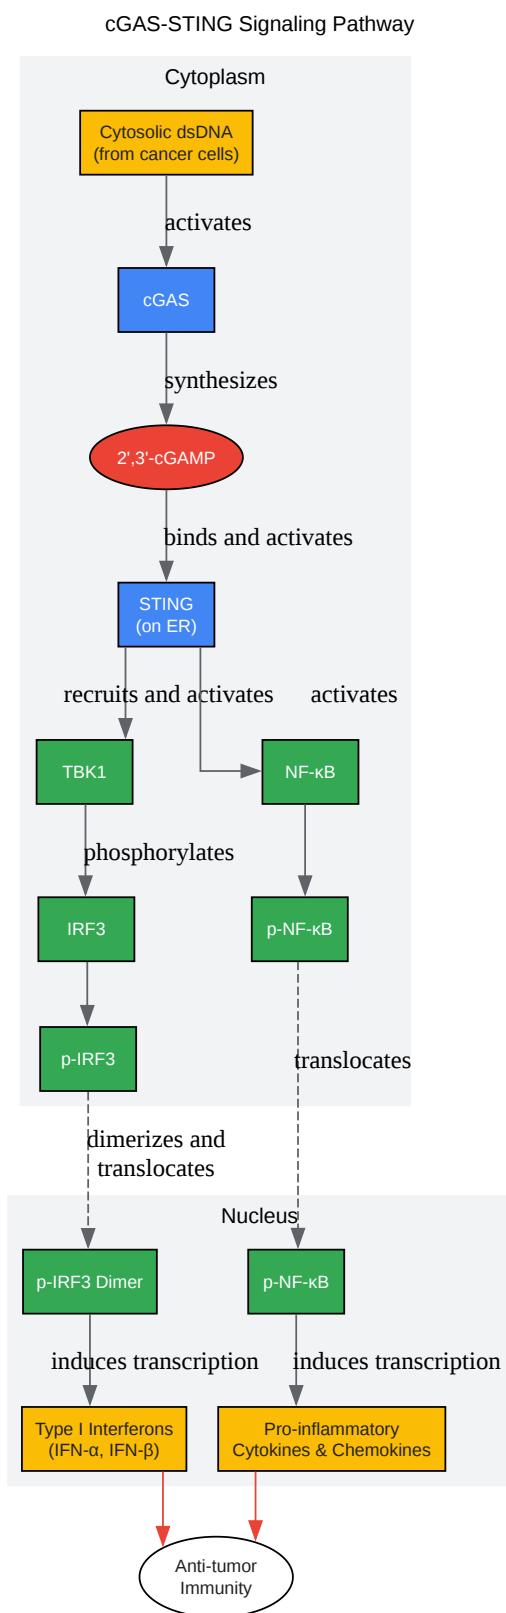 cGAS-STING Signaling Pathway
Cytoplasm
Cytosolic dsDNA
(from cancer cells)
activates
cGAS
synthesizes
2',3'-cGAMP
binds and activates
STING
(on ER)
recruits and activates
activates
TBK1
NF-κB
phosphorylates
IRF3
p-NF-κB
p-IRF3
translocates
dimerizes and
translocates
Nucleus
p-IRF3 Dimer
p-NF-κB
induces transcription
induces transcription
Type I Interferons
(IFN-α, IFN-β)
Pro-inflammatory
Cytokines & Chemokines
Anti-tumor
Immunity